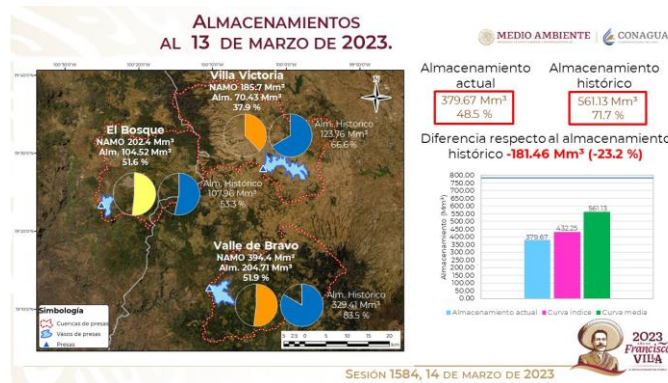 ALMACENAMIENTOS
AL 13 DE MARZO DE 2023.
MEDIO AMBIENTE
CONAGUA
Villa Victoria
NAMO 185.7 Mm³
Alm. 70.43 Mm³
37.9 %
Alm. Histórico
123.76 Mm³
66.6%
El Bosque
NAMO 202.4 Mm³
Alm. 104.52 Mm³
51.6 %
Alm. Histórico
107.96 Mm³
53.3 %
Valle de Bravo
NAMO 394.4 Mm³
Alm. 204.71 Mm³
51.9 %
Alm. Histórico
329.41 Mm³
83.5 %
Simbología
Cuencas de presas
Vasos de presas
Presas
Almacenamiento
actual
379.67 Mm³
48.5 %
Almacenamiento
histórico
561.13 Mm³
71.7 %
Diferencia respecto al almacenamiento
histórico -181.46 Mm³ (-23.2 %)
Almacenamiento (Mm³)
800.00
750.00
700.00
650.00
600.00
550.00
500.00
450.00
400.00
350.00
300.00
250.00
200.00
150.00
100.00
50.00
0.00
379.67
432.25
561.13
Almacenamiento actual
Curva índice
Curva media
2023
Francisco
VILLA
SESIÓN 1584, 14 DE MARZO DE 2023